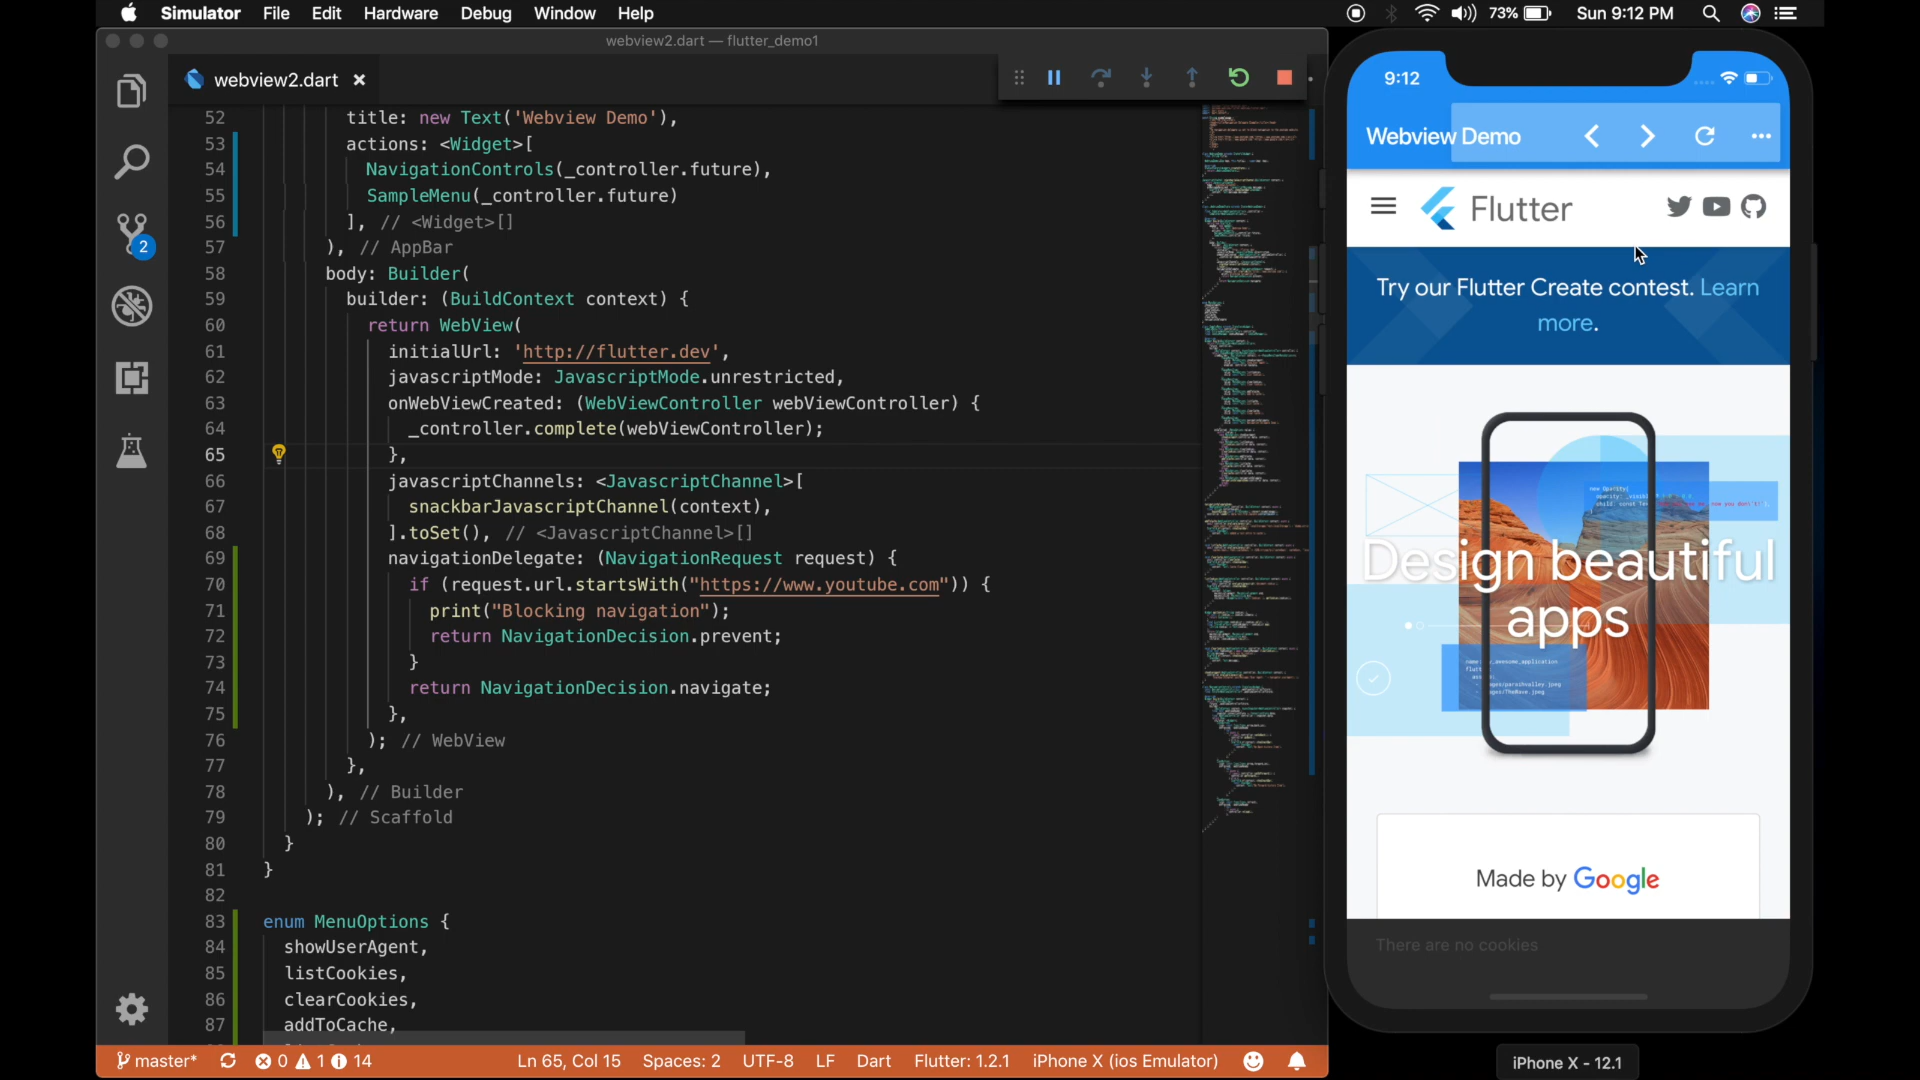 Simulator File Edit Hardware Debug Window Help
73% Sun 9:12 PM
webview2.dart — flutter_demo1
webview2.dart
2
52 title: new Text('Webview Demo'),
53 actions: <Widget>[
54 NavigationControls(_controller.future),
55 SampleMenu(_controller.future)
56 ], // <Widget>[]
57 ), // AppBar
58 body: Builder(
59 builder: (BuildContext context) {
60 return WebView(
61 initialUrl: 'http://flutter.dev',
62 javascriptMode: JavascriptMode.unrestricted,
63 onWebViewCreated: (WebViewController webViewController) {
64 _controller.complete(webViewController);
65 },
66 javascriptChannels: <JavascriptChannel>[
67 snackbarJavascriptChannel(context),
68 ].toSet(), // <JavascriptChannel>[]
69 navigationDelegate: (NavigationRequest request) {
70 if (request.url.startsWith("https://www.youtube.com")) {
71 print("Blocking navigation");
72 return NavigationDecision.prevent;
73 }
74 return NavigationDecision.navigate;
75 },
76 ); // WebView
77 },
78 ), // Builder
79 ); // Scaffold
80 }
81 }
82
83 enum MenuOptions {
84 showUserAgent,
85 listCookies,
86 clearCookies,
87 addToCache,
master* 0 1 14 Ln 65, Col 15 Spaces: 2 UTF-8 LF Dart Flutter: 1.2.1 iPhone X (ios Emulator)
9:12
Webview Demo
Flutter
Try our Flutter Create contest. Learn
more.
Design beautiful
apps
Made by Google
There are no cookies
iPhone X - 12.1